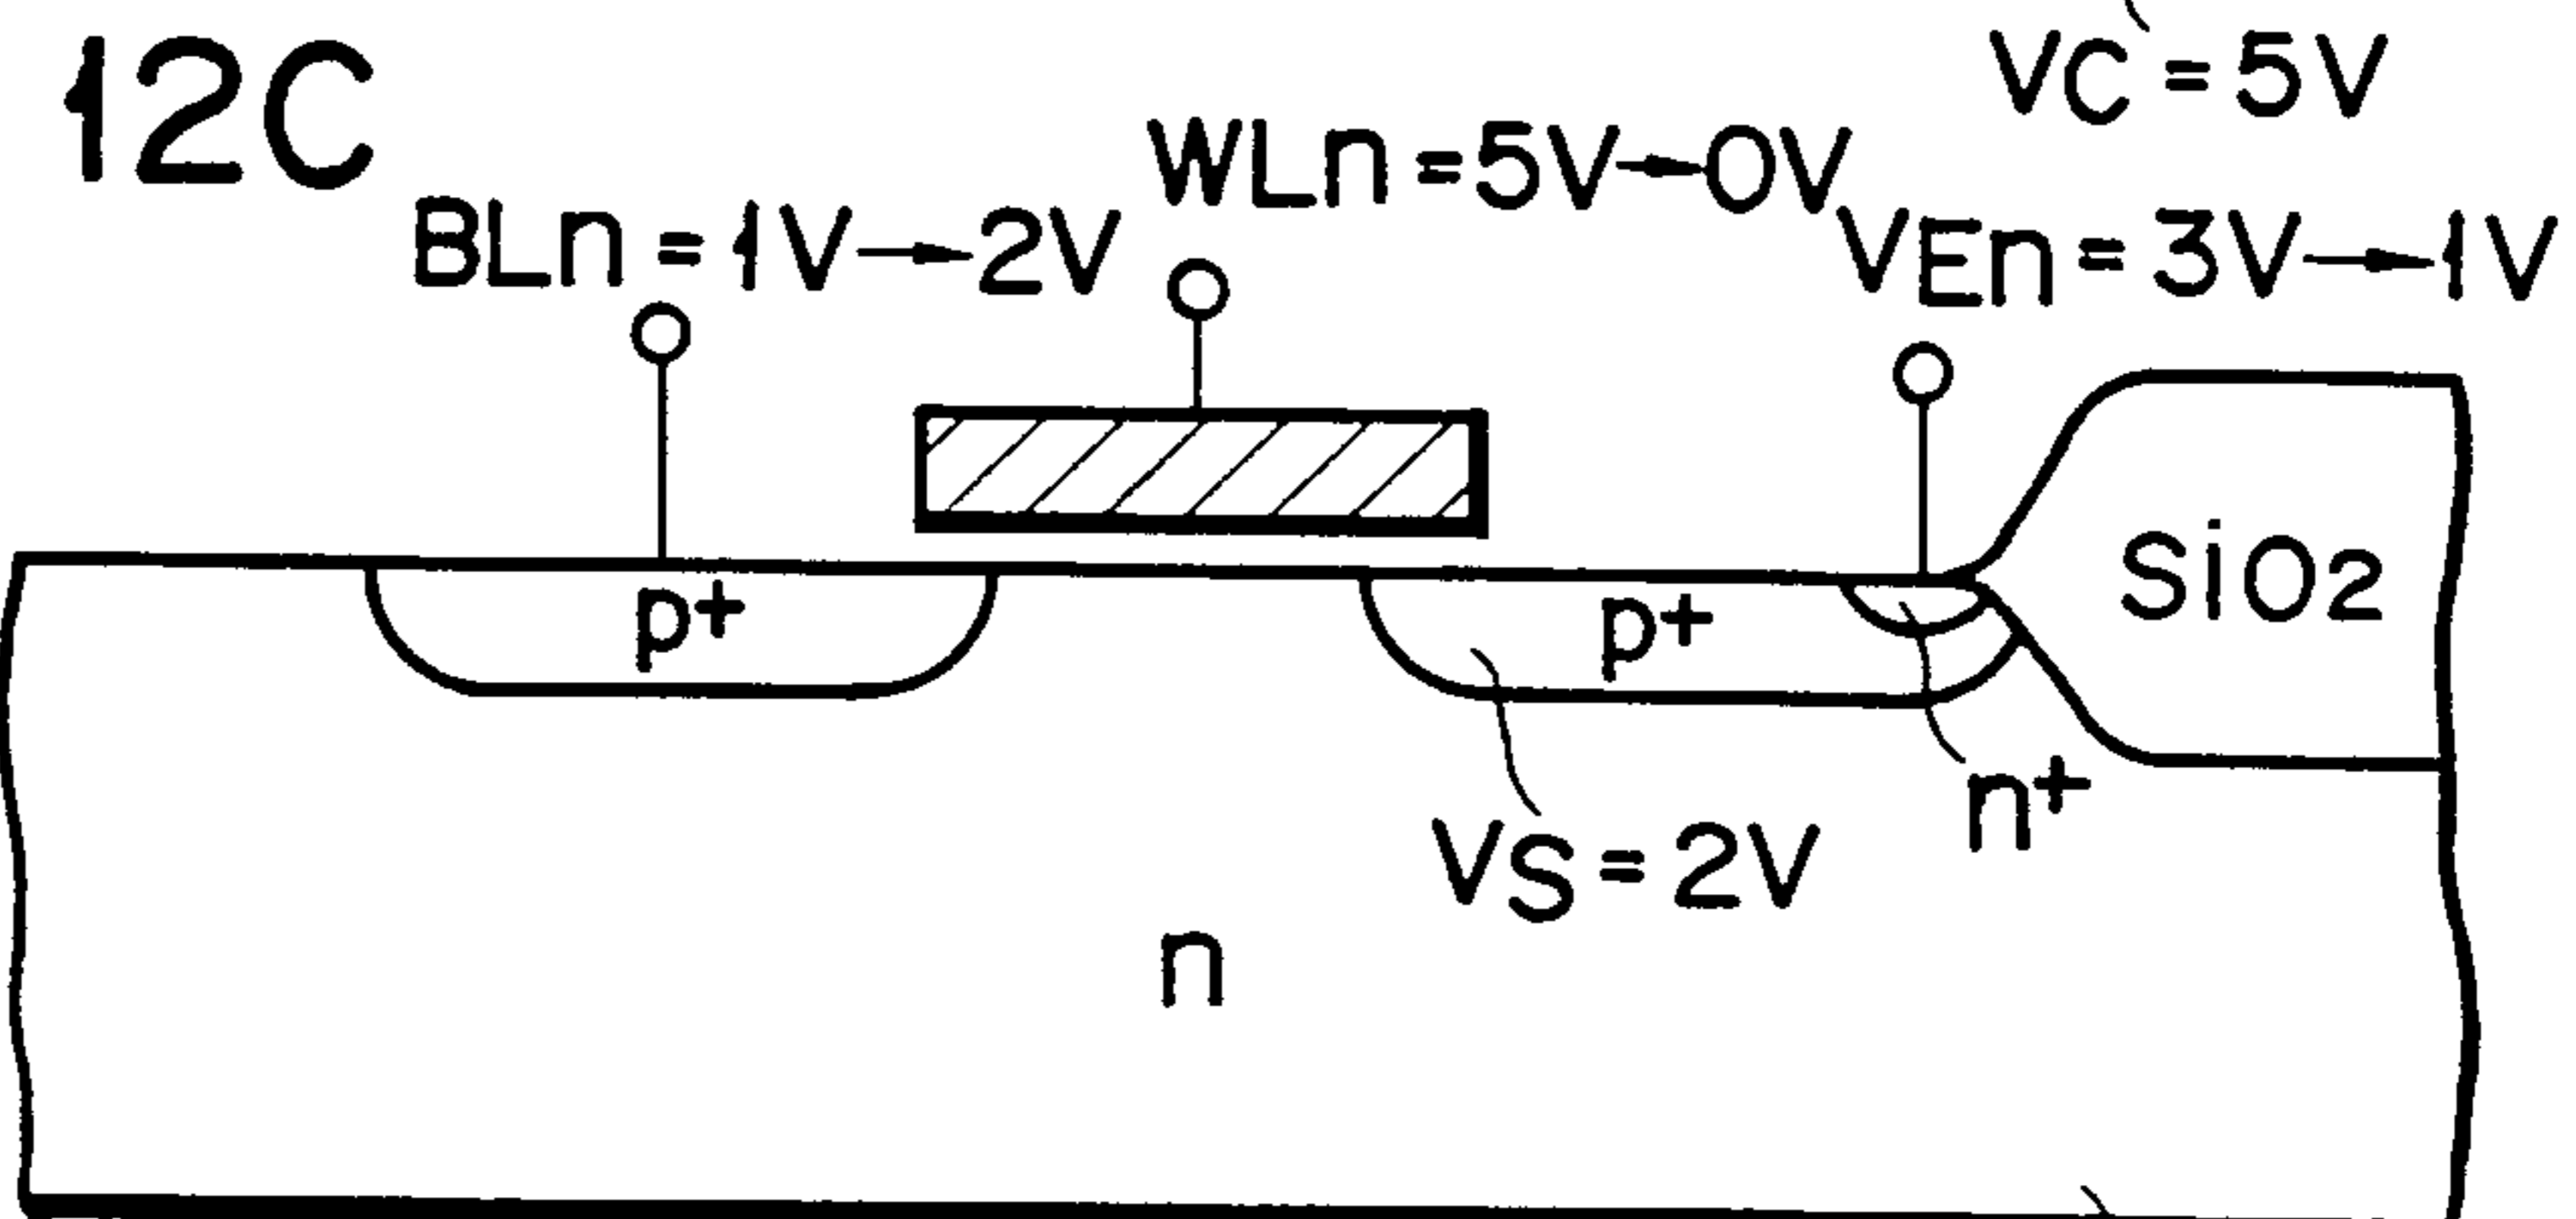 12C
VC=5V
WLn=5V→0V
BLn=1V→2V
VEn=3V→1V
p+
p+
SiO2
n+
VS=2V
n